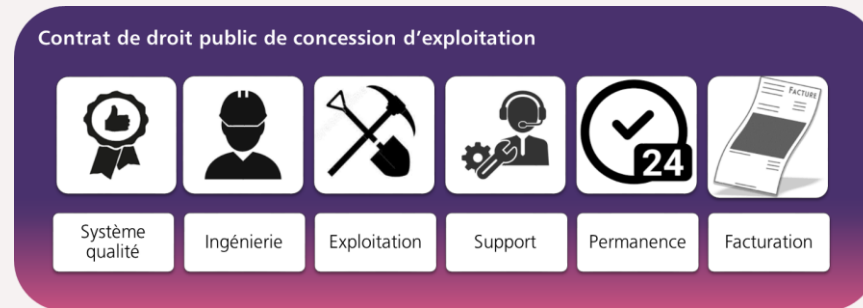 Contrat de droit public de concession d’exploitation
24
FACTURE
Système
qualité
Ingénierie
Exploitation
Support
Permanence
Facturation